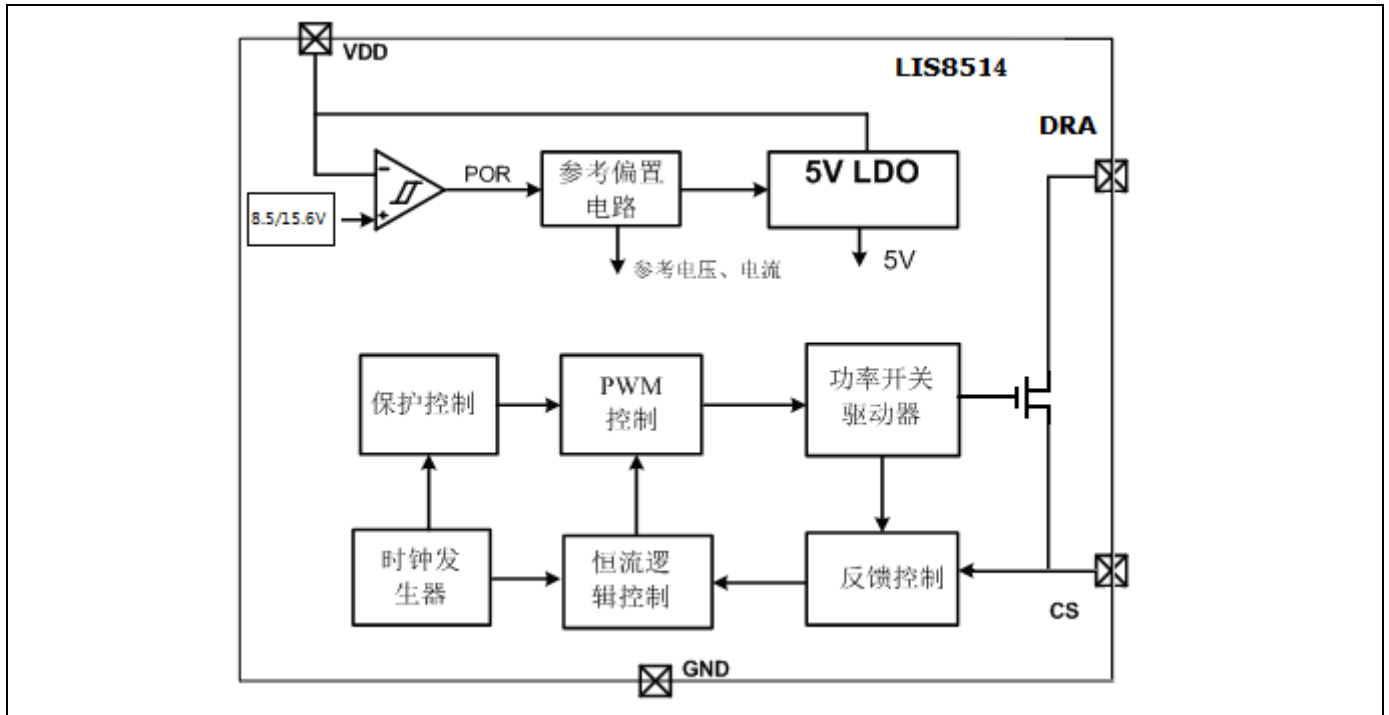 VDD
LIS8514
DRA
POR
参考偏置
电路
5V LDO
8.5/15.6V
5V
参考电压、电流
保护控制
PWM
控制
功率开关
驱动器
时钟发
生器
恒流逻
辑控制
反馈控制
CS
GND